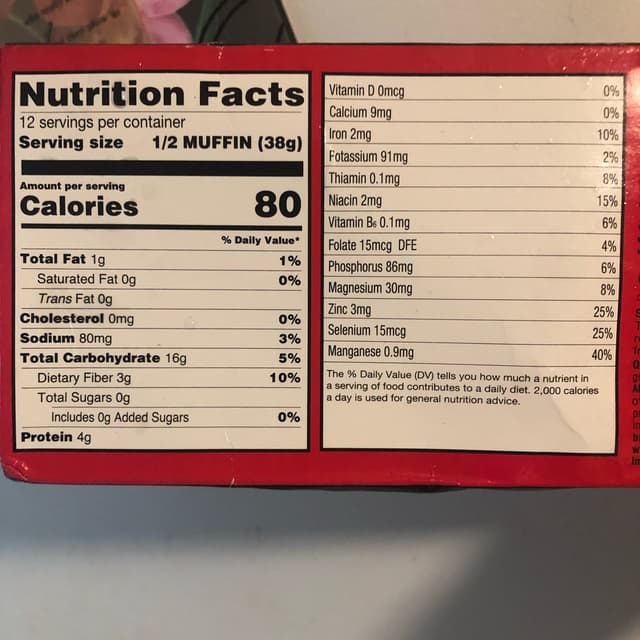 Nutrition Facts
12 servings per container
Serving size 1/2 MUFFIN (38g)
Amount per serving
Calories 80
% Daily Value*
Total Fat 1g 1%
Saturated Fat 0g 0%
Trans Fat 0g
Cholesterol 0mg 0%
Sodium 80mg 3%
Total Carbohydrate 16g 5%
Dietary Fiber 3g 10%
Total Sugars 0g
Includes 0g Added Sugars 0%
Protein 4g
Vitamin D 0mcg 0%
Calcium 9mg 0%
Iron 2mg 10%
Potassium 91mg 2%
Thiamin 0.1mg 8%
Niacin 2mg 15%
Vitamin B6 0.1mg 6%
Folate 15mcg DFE 4%
Phosphorus 86mg 6%
Magnesium 30mg 8%
Zinc 3mg 25%
Selenium 15mcg 25%
Manganese 0.9mg 40%
The % Daily Value (DV) tells you how much a nutrient in
a serving of food contributes to a daily diet. 2,000 calories
a day is used for general nutrition advice.